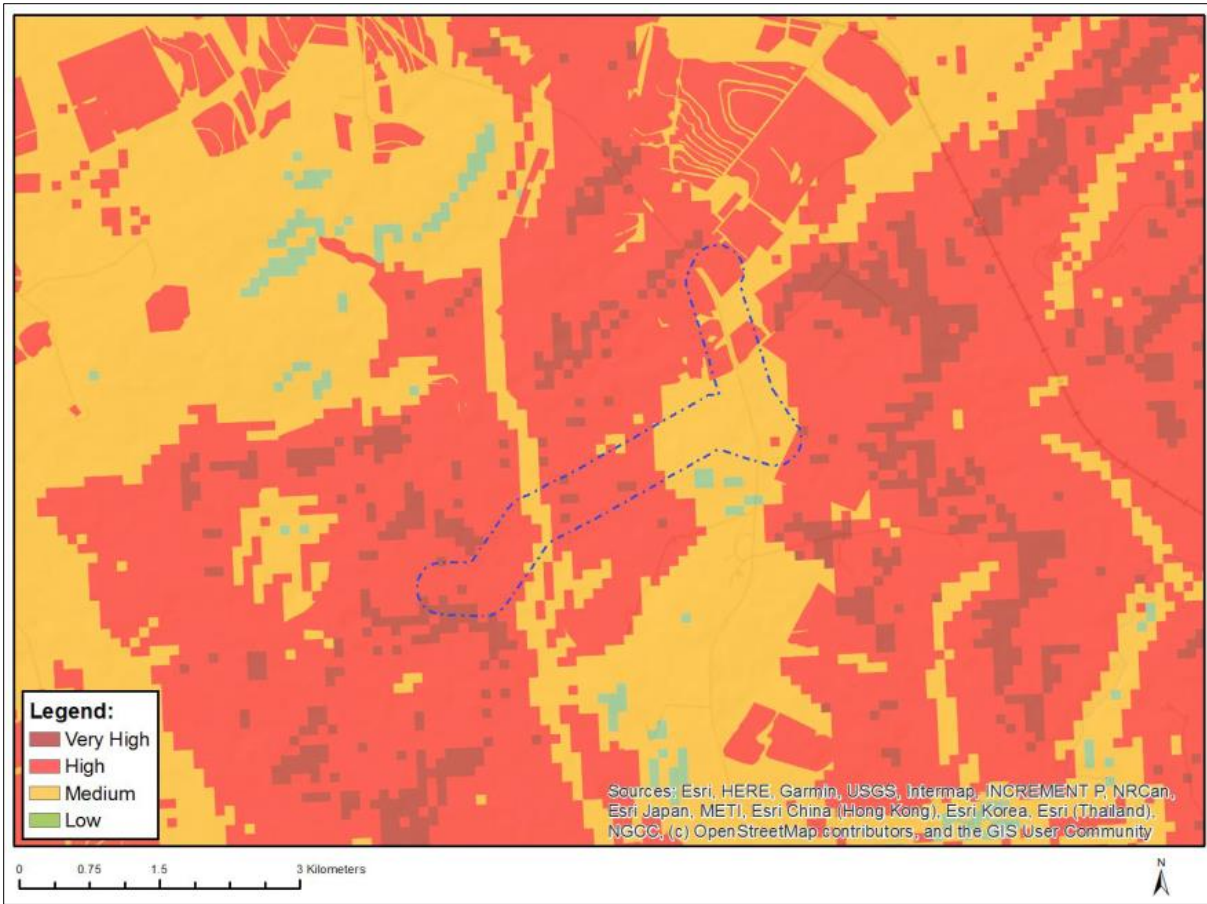 Legend:
Very High
High
Medium
Low
Sources: Esri, HERE, Garmin, USGS, Intermap, INCREMENT P, NRCan,
Esri Japan, METI, Esri China (Hong Kong), Esri Korea, Esri (Thailand),
NGCC, (c) OpenStreetMap contributors, and the GIS User Community
0 0.75 1.5 3 Kilometers
N